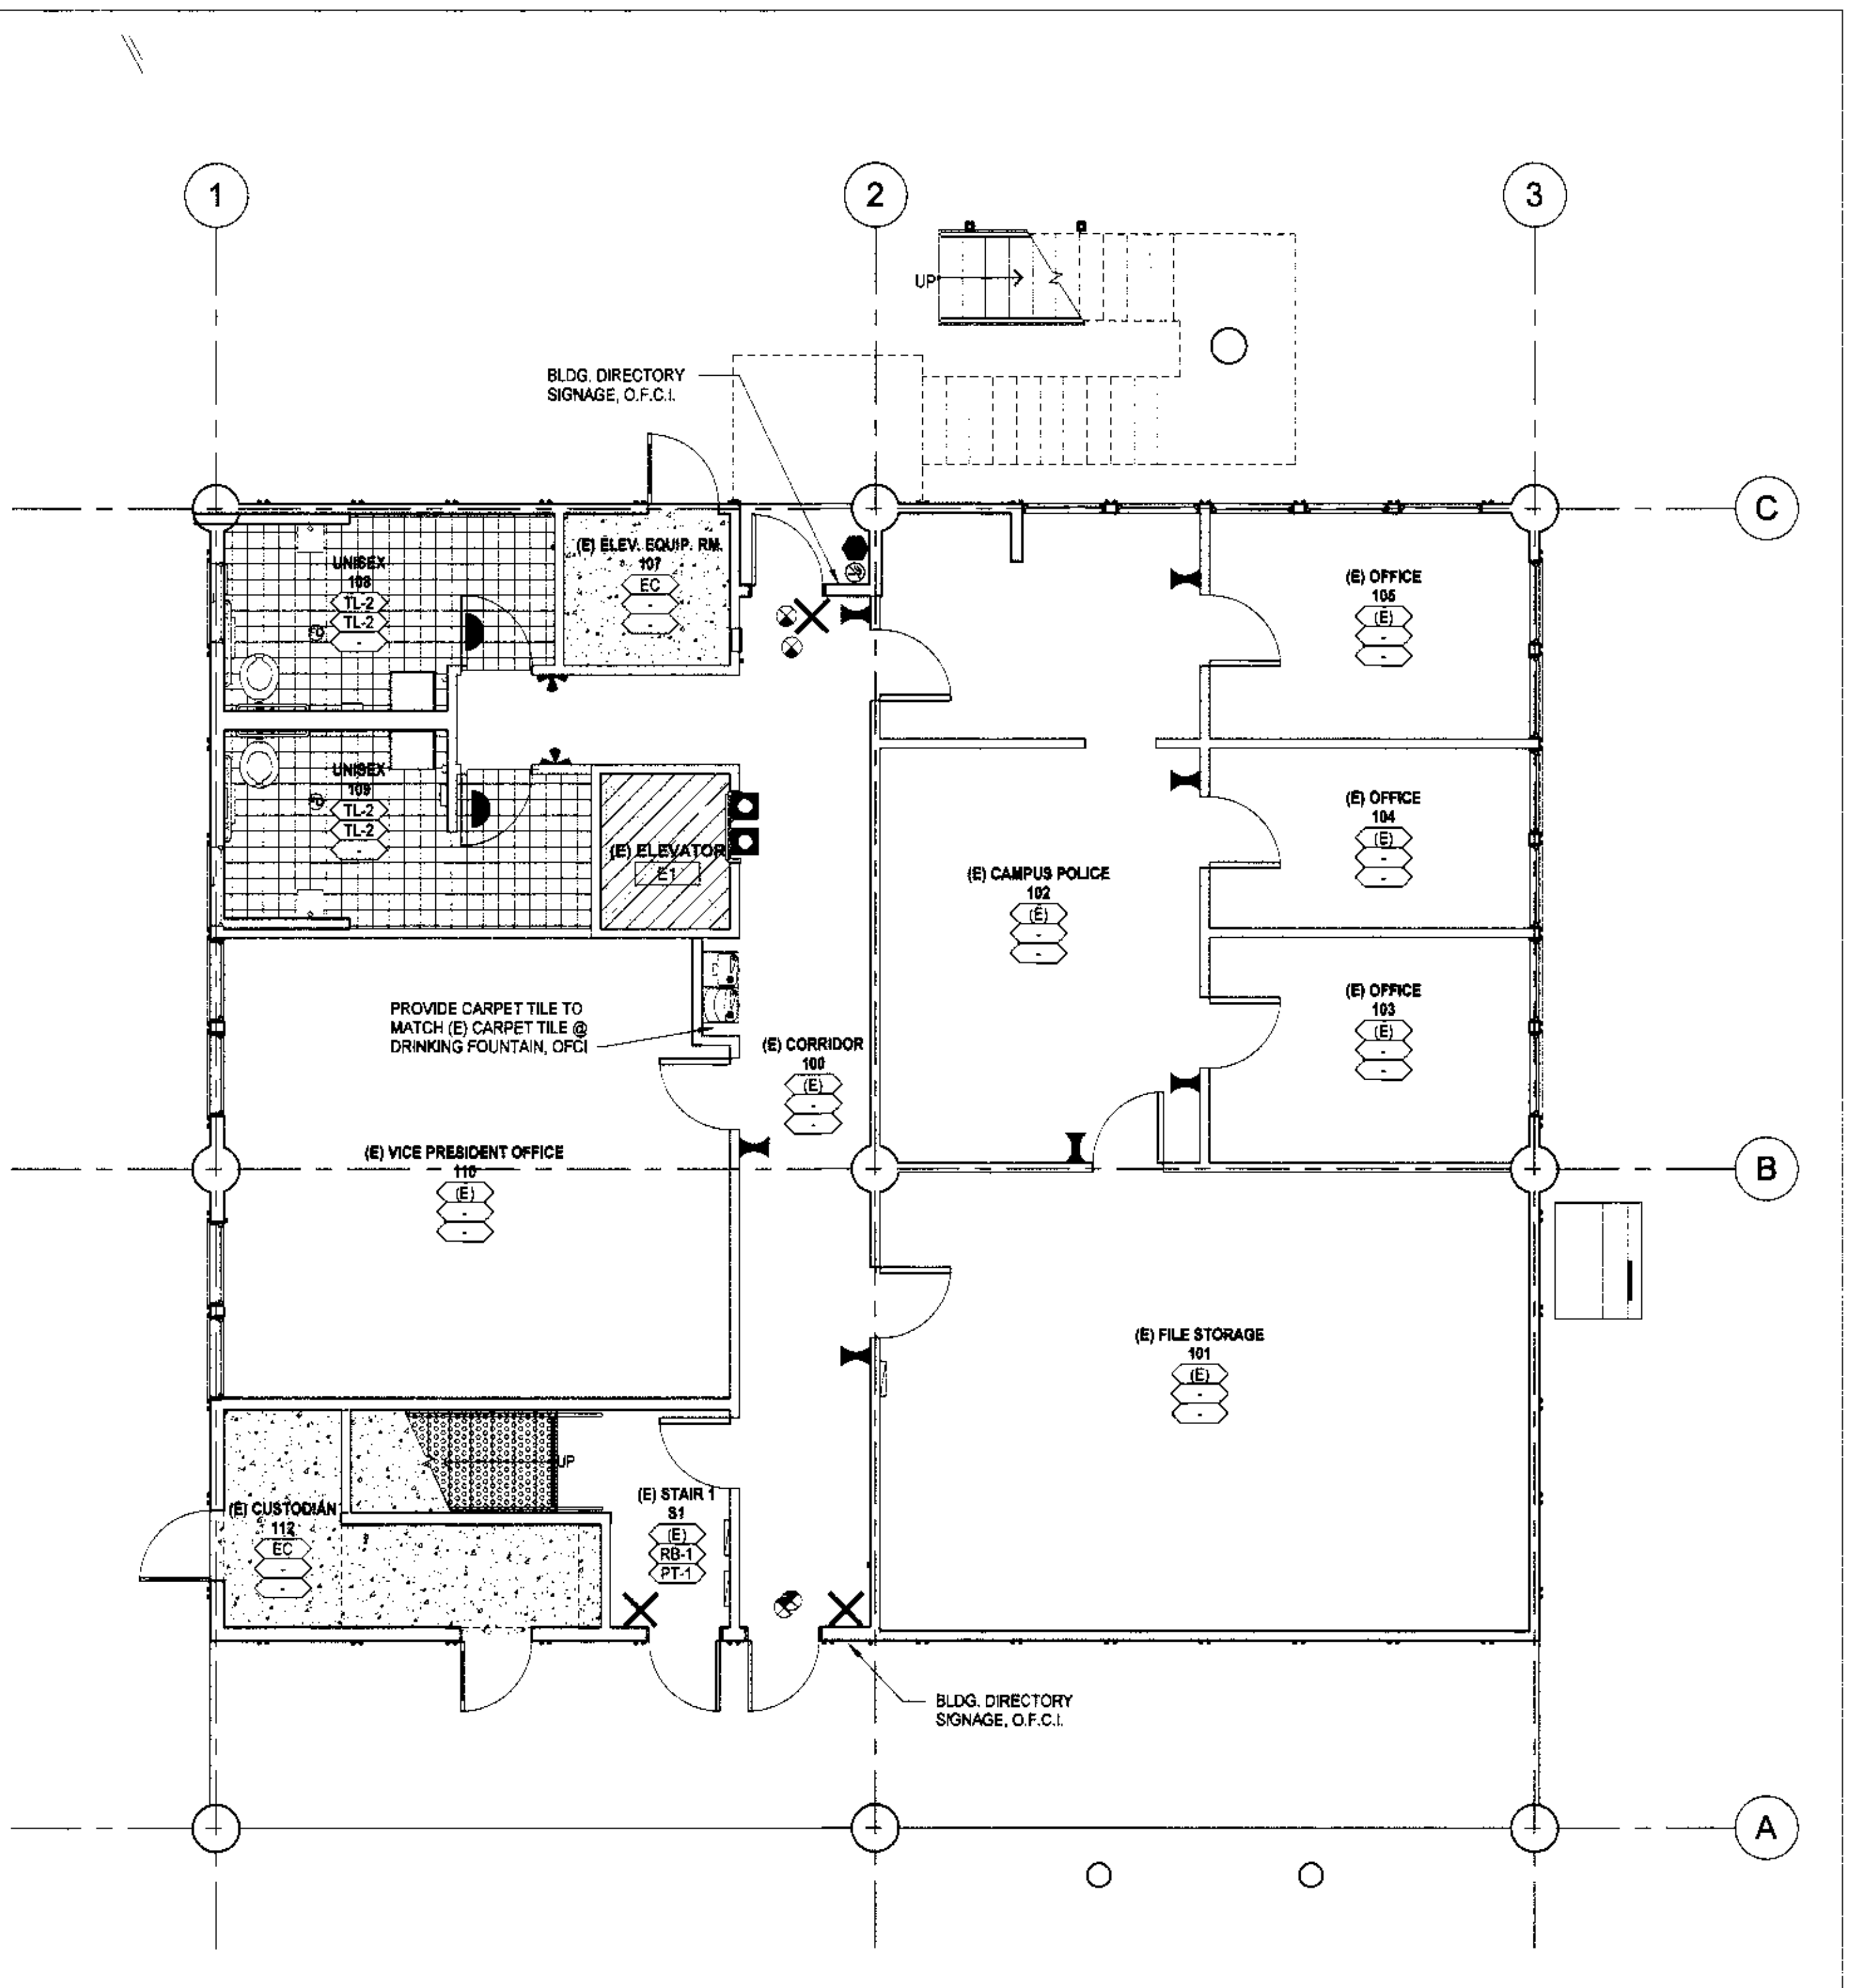 1
2
3
UP
BLDG. DIRECTORY
SIGNAGE, O.F.C.I.
C
(E) ELEV. EQUIP. RM.
107
EC
-
-
UNISEX
108
TL-2
TL-2
-
FD
(E) OFFICE
105
(E)
-
-
UNISEX
109
TL-2
TL-2
-
FD
(E) ELEVATOR
E1
(E) OFFICE
104
(E)
-
-
(E) CAMPUS POLICE
102
(E)
-
-
PROVIDE CARPET TILE TO
MATCH (E) CARPET TILE @
DRINKING FOUNTAIN, OFCI
(E) OFFICE
103
(E)
-
-
(E) CORRIDOR
100
(E)
-
-
(E) VICE PRESIDENT OFFICE
110
(E)
-
-
B
(E) FILE STORAGE
101
(E)
-
-
UP
(E) STAIR 1
S1
(E)
RB-1
PT-1
(E) CUSTODIAN
112
EC
-
-
BLDG. DIRECTORY
SIGNAGE, O.F.C.I.
A